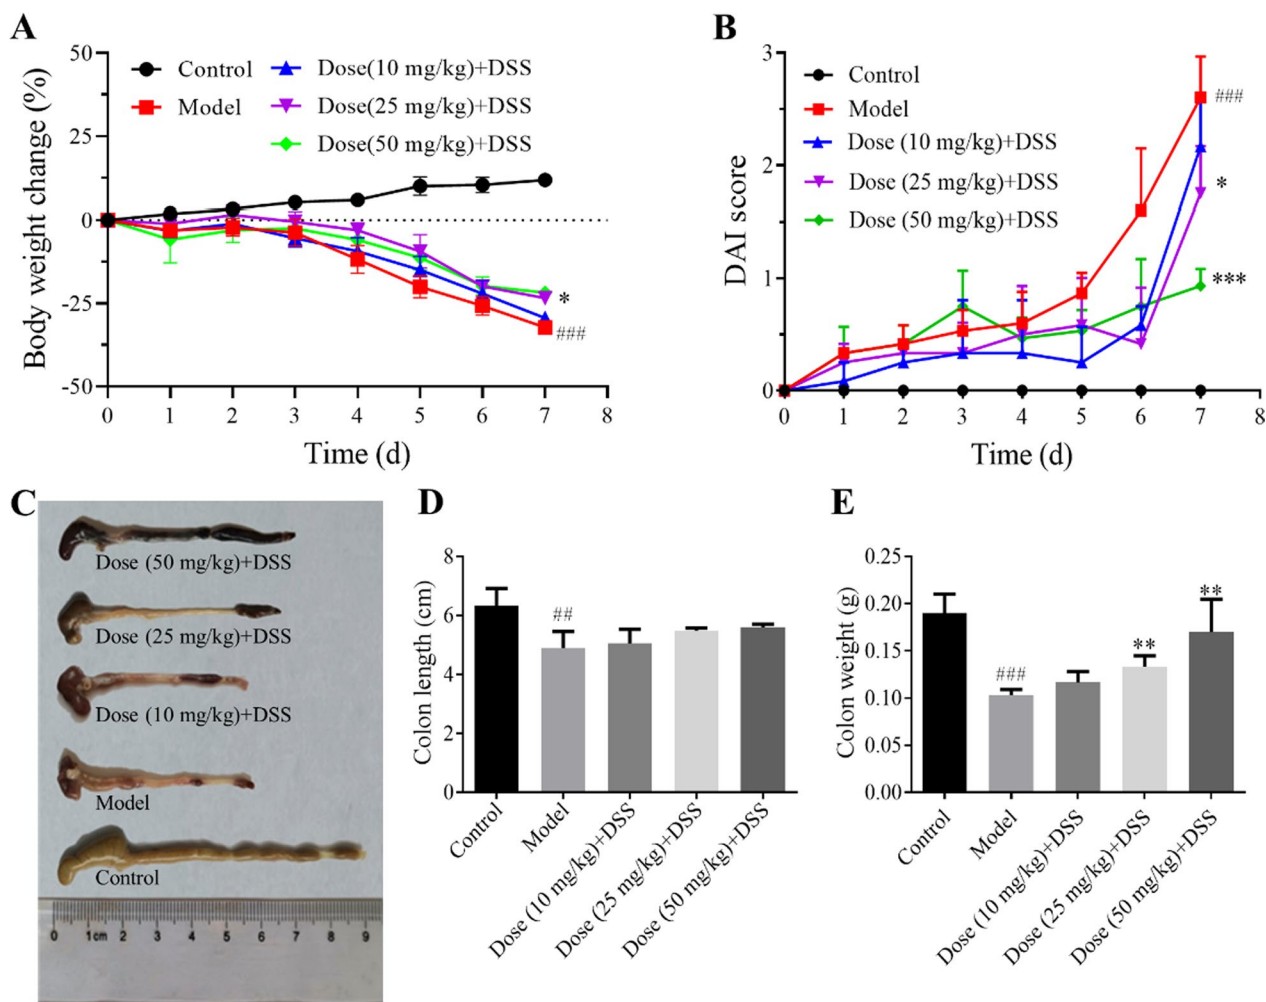 A
Body weight change (%)
50
25
0
-25
-50
Control
Model
Dose(10 mg/kg)+DSS
Dose(25 mg/kg)+DSS
Dose(50 mg/kg)+DSS
*
###
0 1 2 3 4 5 6 7 8
Time (d)
B
DAI score
3
2
1
0
Control
Model
Dose (10 mg/kg)+DSS
Dose (25 mg/kg)+DSS
Dose (50 mg/kg)+DSS
###
*
***
0 1 2 3 4 5 6 7 8
Time (d)
C
Dose (50 mg/kg)+DSS
Dose (25 mg/kg)+DSS
Dose (10 mg/kg)+DSS
Model
Control
0 1cm 2 3 4 5 6 7 8 9
D
Colon length (cm)
8
6
4
2
0
##
Control
Model
Dose (10 mg/kg)+DSS
Dose (25 mg/kg)+DSS
Dose (50 mg/kg)+DSS
E
Colon weight (g)
0.25
0.20
0.15
0.10
0.05
0.00
###
**
**
Control
Model
Dose (10 mg/kg)+DSS
Dose (25 mg/kg)+DSS
Dose (50 mg/kg)+DSS